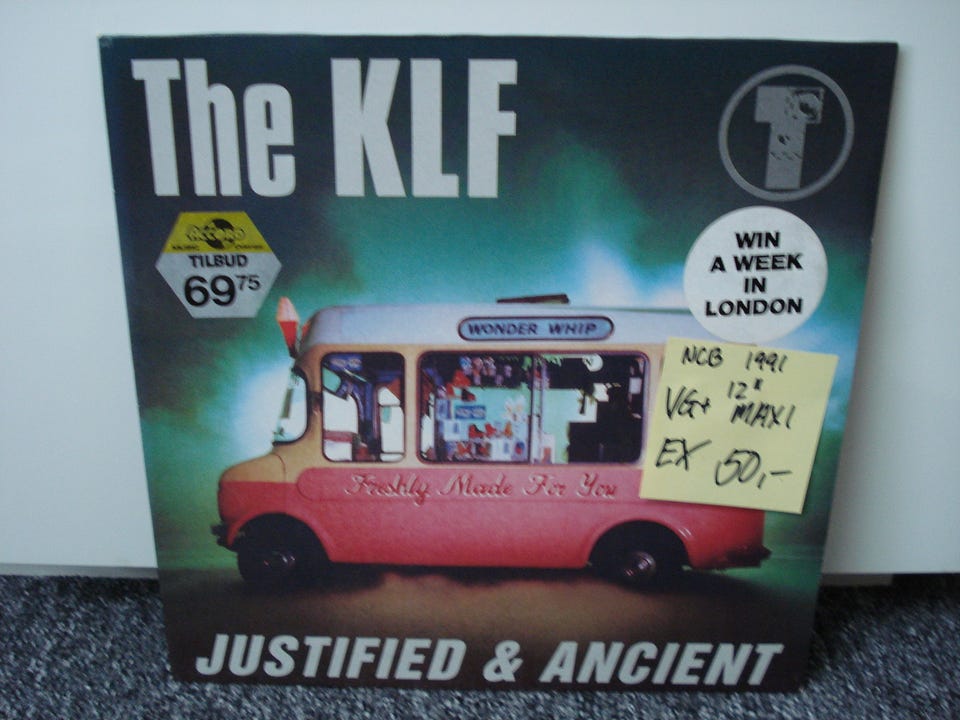 The KLF
T
Accord
TILBUD
69 75
WIN
A WEEK
IN
LONDON
WONDER WHIP
NCB 1991
VG+ 12" MAXI
EX 50,-
Freshly Made For You
JUSTIFIED & ANCIENT